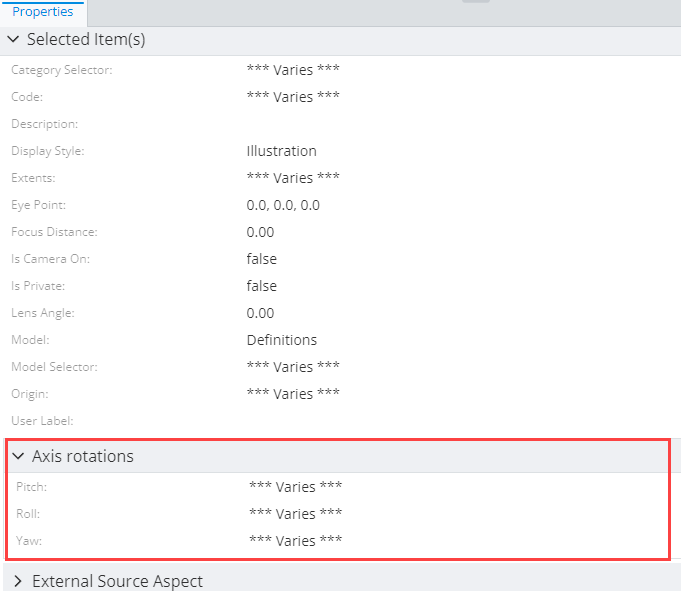 Properties
Selected Item(s)
Category Selector: *** Varies ***
Code: *** Varies ***
Description:
Display Style: Illustration
Extents: *** Varies ***
Eye Point: 0.0, 0.0, 0.0
Focus Distance: 0.00
Is Camera On: false
Is Private: false
Lens Angle: 0.00
Model: Definitions
Model Selector: *** Varies ***
Origin: *** Varies ***
User Label:
Axis rotations
Pitch: *** Varies ***
Roll: *** Varies ***
Yaw: *** Varies ***
External Source Aspect